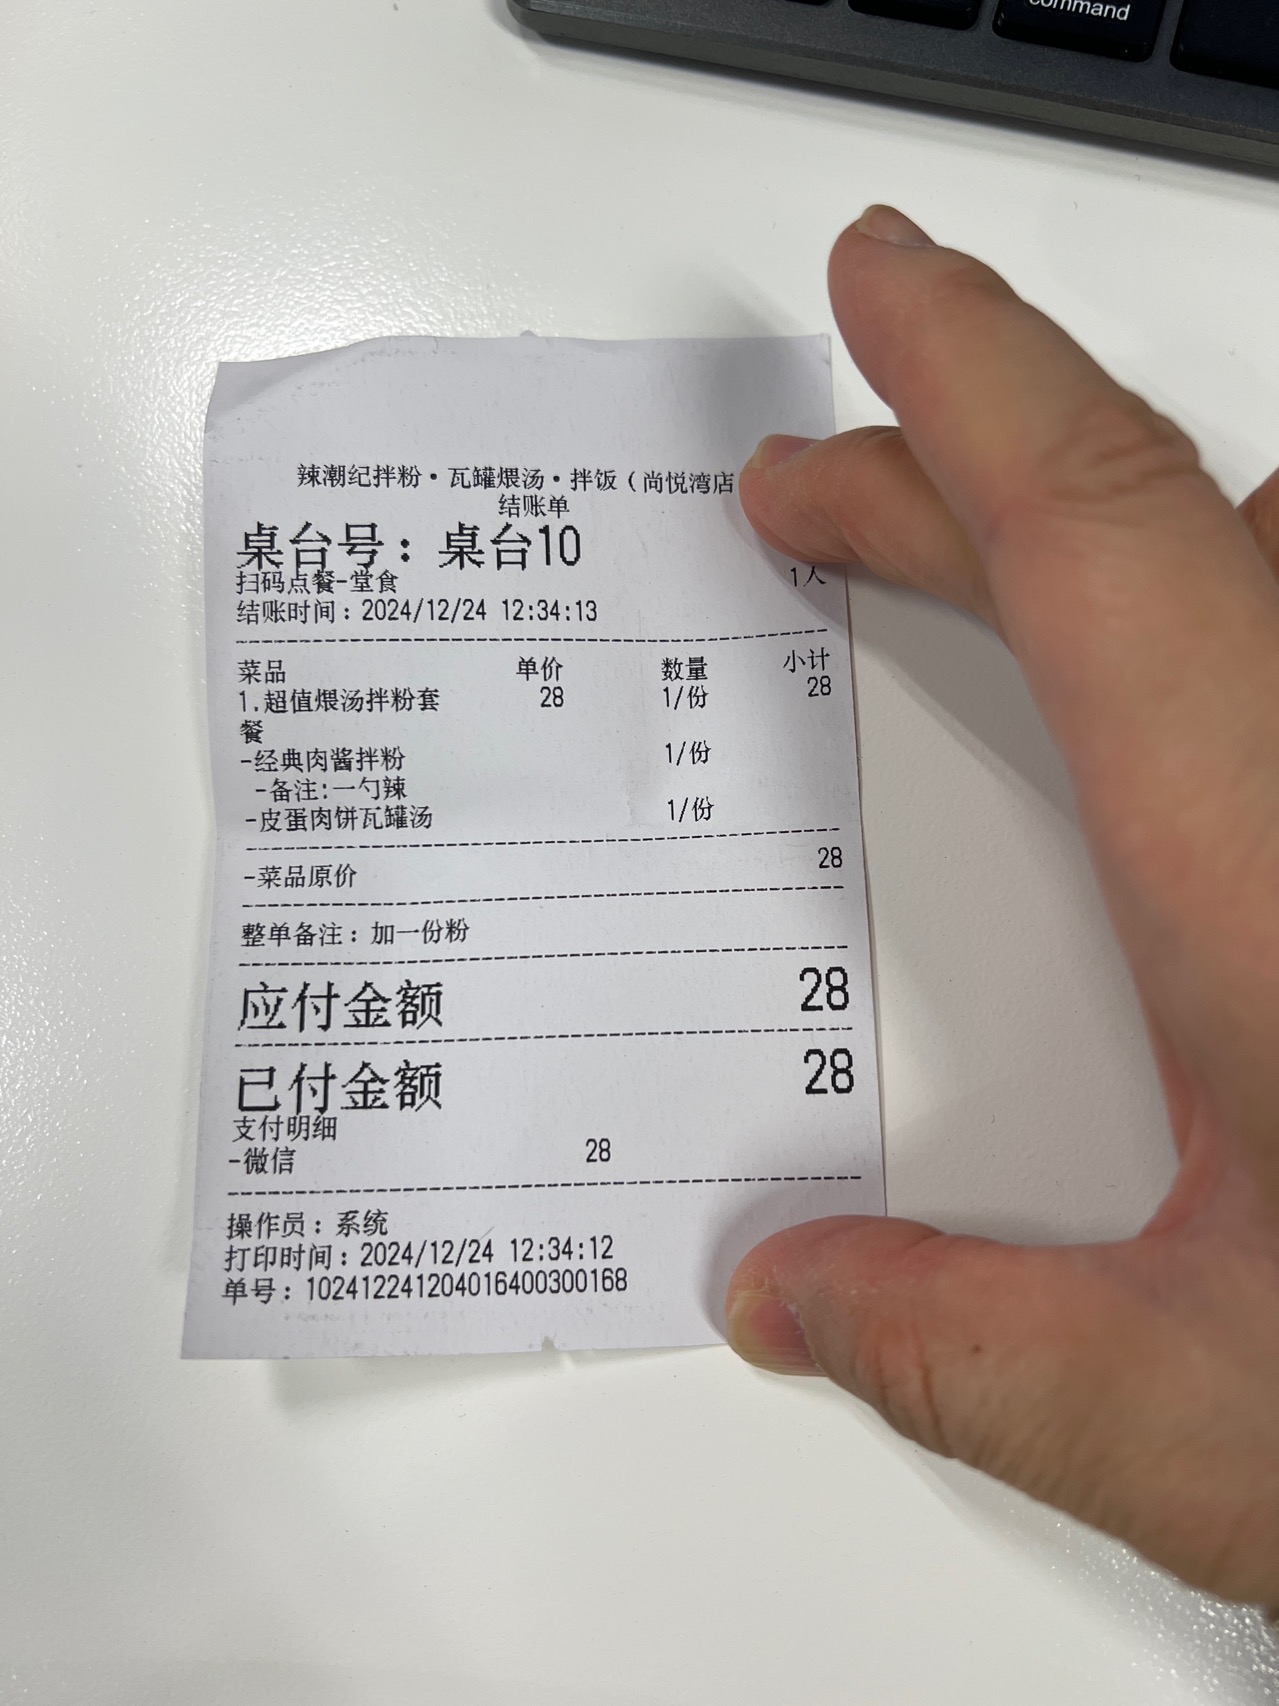 command
辣潮纪拌粉·瓦罐煨汤·拌饭（尚悦湾店
结账单
桌台号：桌台10
扫码点餐-堂食 1人
结账时间：2024/12/24 12:34:13
菜品 单价 数量 小计
1.超值煨汤拌粉套 28 1/份 28
餐
-经典肉酱拌粉 1/份
-备注:一勺辣
-皮蛋肉饼瓦罐汤 1/份
-菜品原价 28
整单备注：加一份粉
应付金额 28
已付金额 28
支付明细
-微信 28
操作员：系统
打印时间：2024/12/24 12:34:12
单号：102412241204016400300168